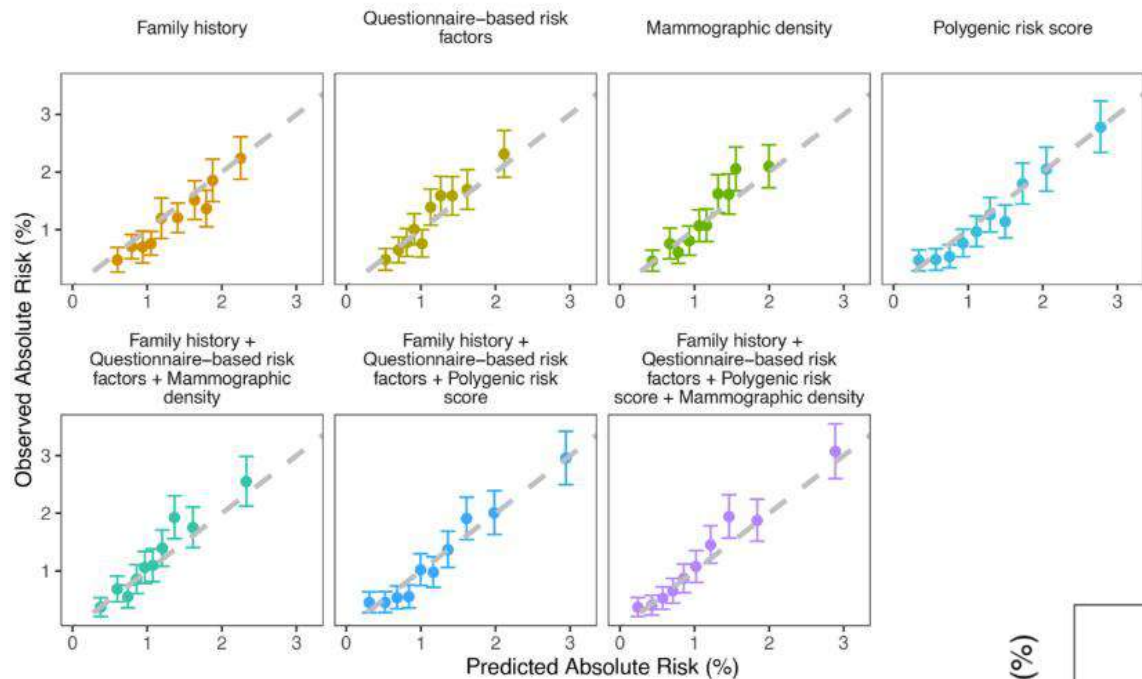 Family history
Questionnaire–based risk
factors
Mammographic density
Polygenic risk score
3
2
1
0
1
2
3
0
1
2
3
0
1
2
3
0
1
2
3
Observed Absolute Risk (%)
Family history +
Questionnaire–based risk
factors + Mammographic
density
Family history +
Questionnaire–based risk
factors + Polygenic risk
score
Family history +
Qestionnaire–based risk
factors + Polygenic risk
score + Mammographic density
3
2
1
0
1
2
3
0
1
2
3
0
1
2
3
Predicted Absolute Risk (%)
(%)